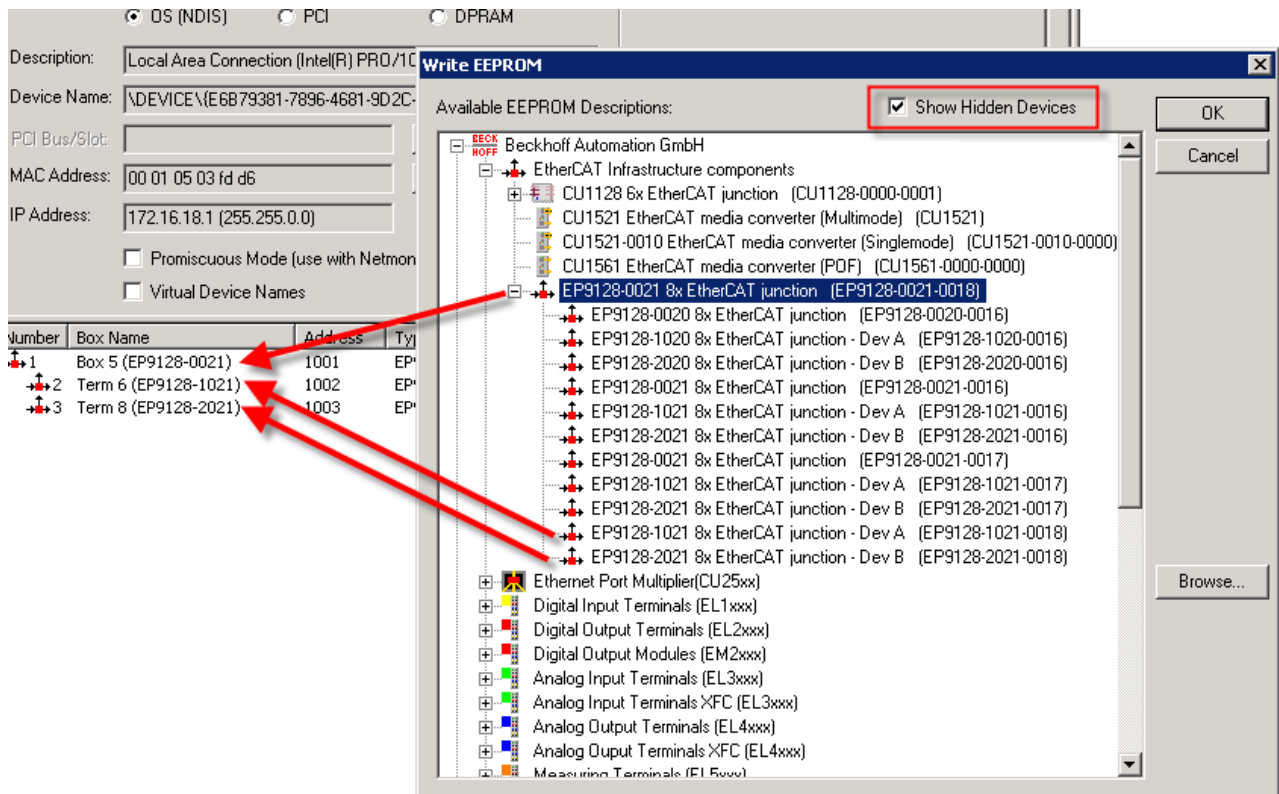 OS (NDIS) PCI DPRAM
Description: Local Area Connection (Intel(R) PRO/10
Device Name: \DEVICE\{E6B79381-7896-4681-9D2C-
PCI Bus/Slot:
MAC Address: 00 01 05 03 fd d6
IP Address: 172.16.18.1 (255.255.0.0)
Promiscuous Mode (use with Netmon
Virtual Device Names
Number Box Name Address Ty
1 Box 5 (EP9128-0021) 1001 EP
2 Term 6 (EP9128-1021) 1002 EP
3 Term 8 (EP9128-2021) 1003 EP
Write EEPROM
Available EEPROM Descriptions: Show Hidden Devices
OK
Cancel
BECK
HOFF
Beckhoff Automation GmbH
EtherCAT Infrastructure components
CU1128 6x EtherCAT junction (CU1128-0000-0001)
CU1521 EtherCAT media converter (Multimode) (CU1521)
CU1521-0010 EtherCAT media converter (Singlemode) (CU1521-0010-0000)
CU1561 EtherCAT media converter (POF) (CU1561-0000-0000)
EP9128-0021 8x EtherCAT junction (EP9128-0021-0018)
EP9128-0020 8x EtherCAT junction (EP9128-0020-0016)
EP9128-1020 8x EtherCAT junction - Dev A (EP9128-1020-0016)
EP9128-2020 8x EtherCAT junction - Dev B (EP9128-2020-0016)
EP9128-0021 8x EtherCAT junction (EP9128-0021-0016)
EP9128-1021 8x EtherCAT junction - Dev A (EP9128-1021-0016)
EP9128-2021 8x EtherCAT junction - Dev B (EP9128-2021-0016)
EP9128-0021 8x EtherCAT junction (EP9128-0021-0017)
EP9128-1021 8x EtherCAT junction - Dev A (EP9128-1021-0017)
EP9128-2021 8x EtherCAT junction - Dev B (EP9128-2021-0017)
EP9128-1021 8x EtherCAT junction - Dev A (EP9128-1021-0018)
EP9128-2021 8x EtherCAT junction - Dev B (EP9128-2021-0018)
Ethernet Port Multiplier(CU25xx)
Digital Input Terminals (EL1xxx)
Digital Output Terminals (EL2xxx)
Digital Output Modules (EM2xxx)
Analog Input Terminals (EL3xxx)
Analog Input Terminals XFC (EL3xxx)
Analog Output Terminals (EL4xxx)
Analog Ouput Terminals XFC (EL4xxx)
Measuring Terminals (EL5xxx)
Browse...